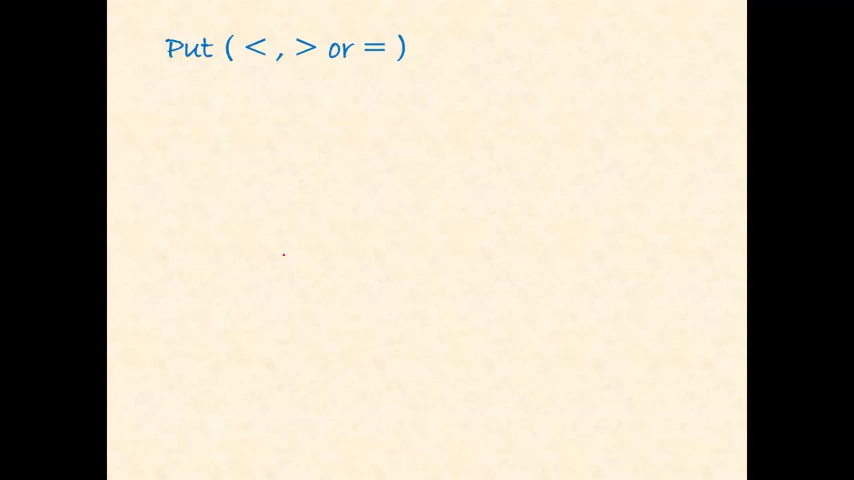 Put ( < , > or = )